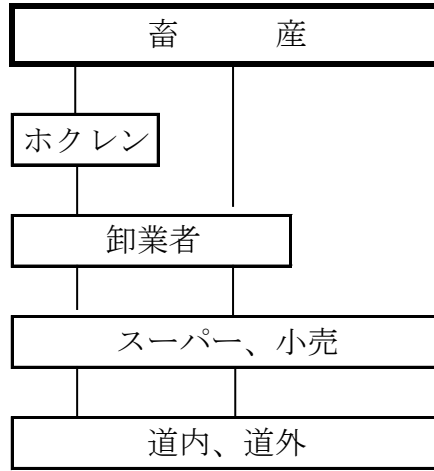 畜　産
ホクレン
卸業者
スーパー、小売
道内、道外